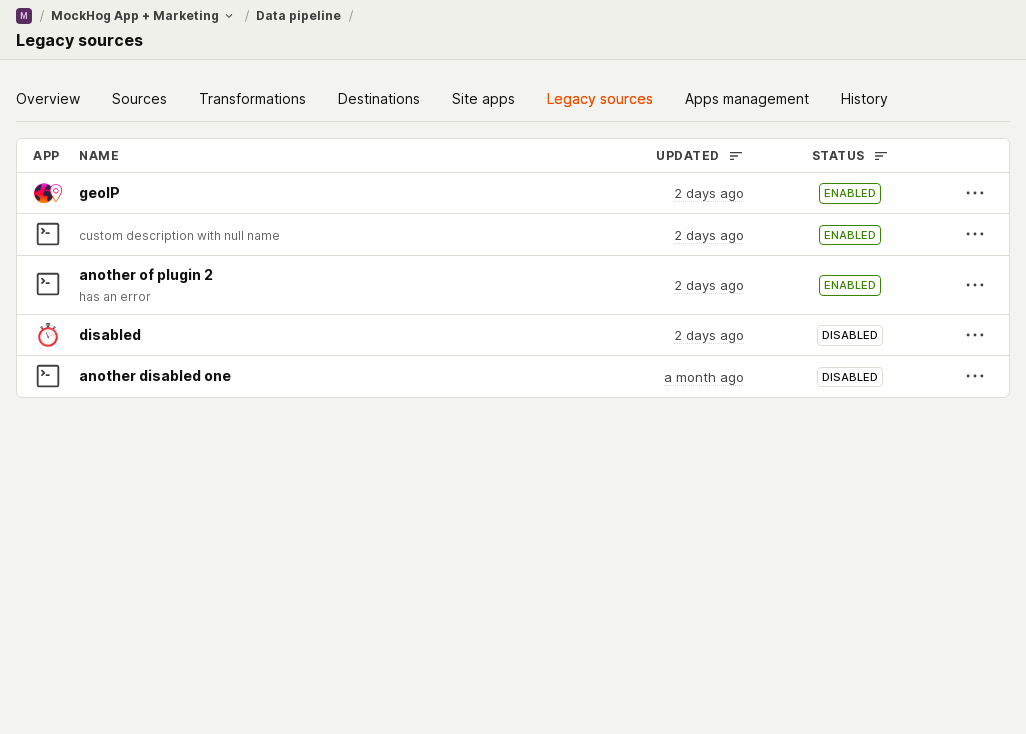 M / MockHog App + Marketing / Data pipeline /
Legacy sources
Overview Sources Transformations Destinations Site apps Legacy sources Apps management History
APP NAME UPDATED STATUS
geoIP 2 days ago ENABLED
custom description with null name 2 days ago ENABLED
another of plugin 2
has an error 2 days ago ENABLED
disabled 2 days ago DISABLED
another disabled one a month ago DISABLED